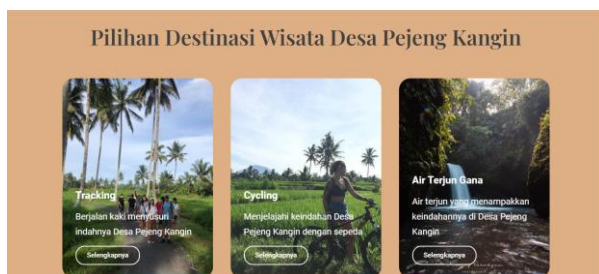 Pilihan Destinasi Wisata Desa Pejeng Kangin
Tracking
Berjalan kaki menyusuri
indahnya Desa Pejeng Kangin
Selengkapnya
Cycling
Menjelajahi keindahan Desa
Pejeng Kangin dengan sepeda
Selengkapnya
Air Terjun Gana
Air terjun yang menampakkan
keindahannya di Desa Pejeng
Kangin
Selengkapnya